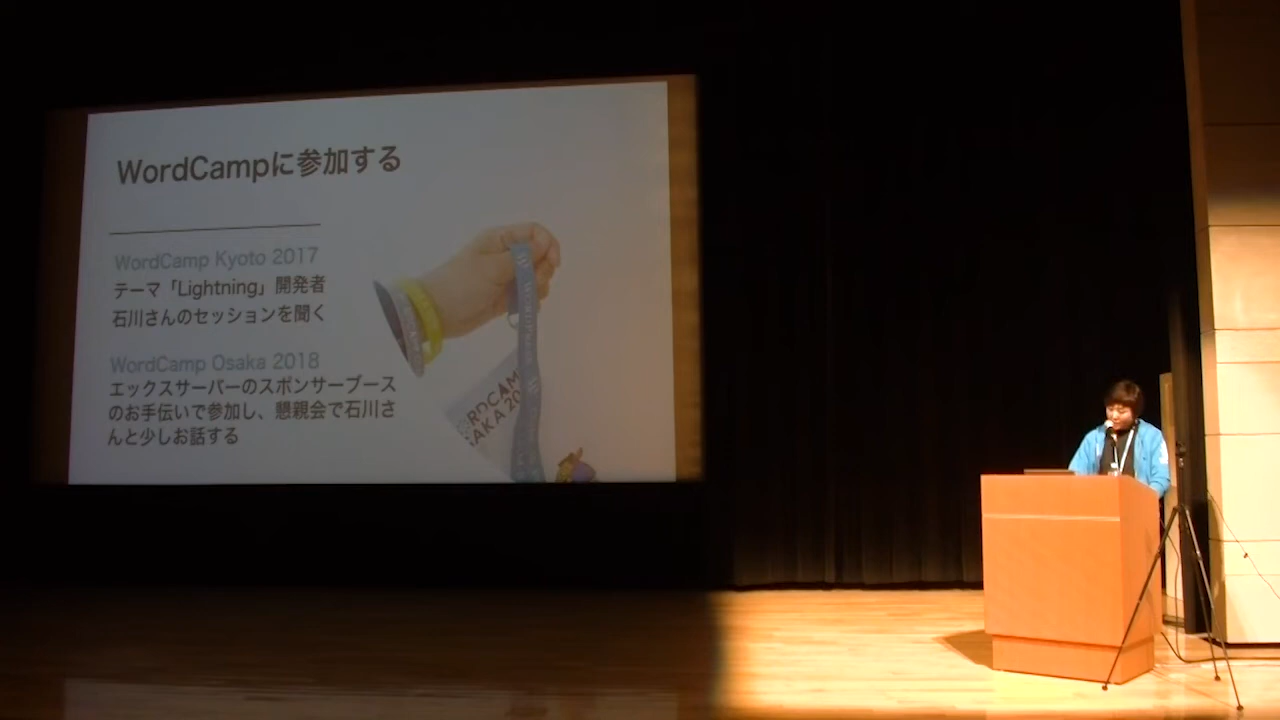 WordCampに参加する
WordCamp Kyoto 2017
テーマ「Lightning」開発者
石川さんのセッションを聞く
WordCamp Osaka 2018
エックスサーバーのスポンサーブース
のお手伝いで参加し、懇親会で石川さ
んと少しお話する